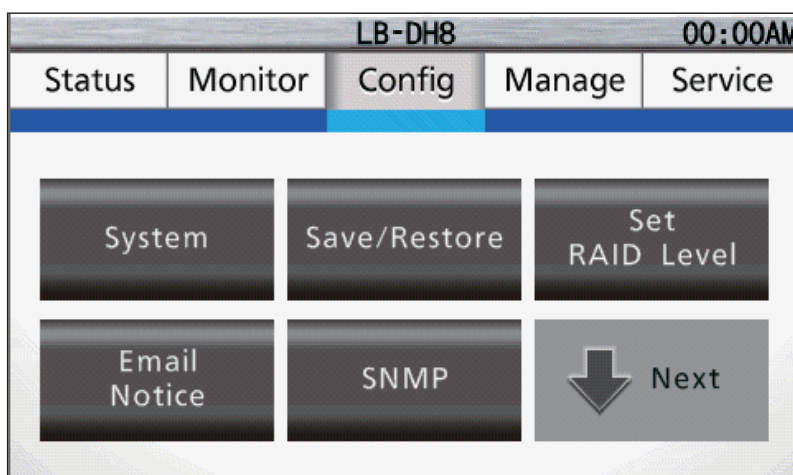 LB-DH8 00:00AM
Status Monitor Config Manage Service
System Save/Restore Set
RAID Level
Email
Notice SNMP Next